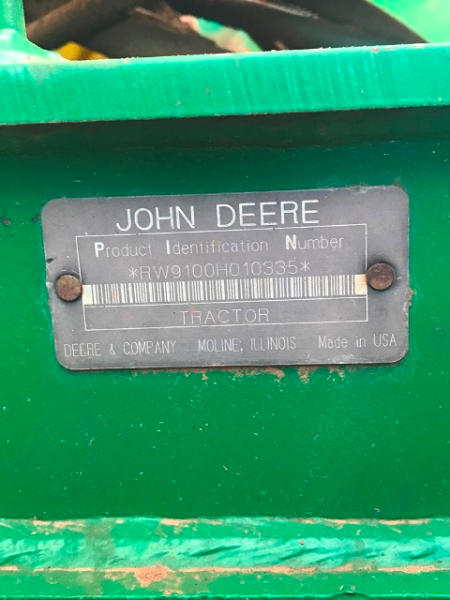 JOHN DEERE
Product Identification Number
*RW9100H010335*
TRACTOR
DEERE & COMPANY MOLINE, ILLINOIS Made in USA